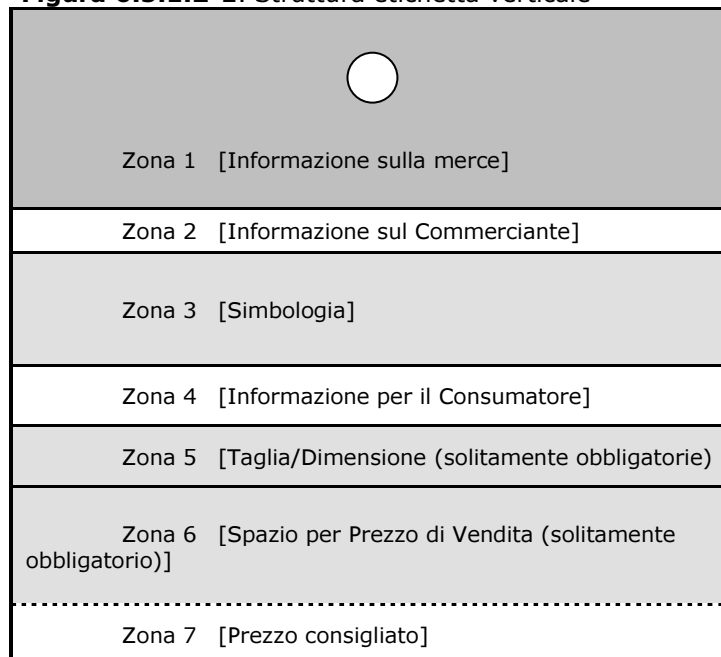 Zona 1 [Informazione sulla merce]
Zona 2 [Informazione sul Commerciante]
Zona 3 [Simbologia]
Zona 4 [Informazione per il Consumatore]
Zona 5 [Taglia/Dimensione (solitamente obbligatorie)
Zona 6 [Spazio per Prezzo di Vendita (solitamente
obbligatorio)]
Zona 7 [Prezzo consigliato]